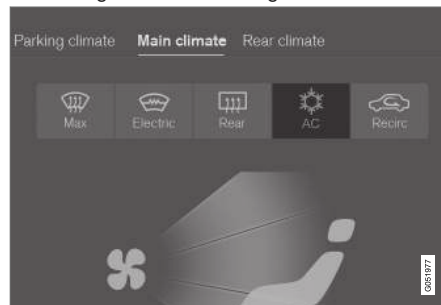 Parking climate Main climate Rear climate
Max Electric Rear AC Recirc
G051977